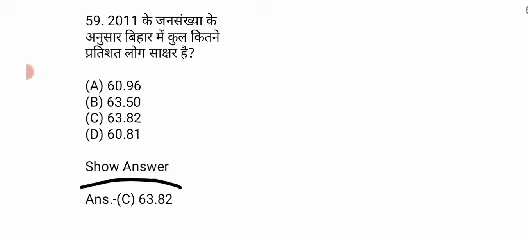 59. 2011 के जनसंख्या के
अनुसार बिहार में कुल कितने
प्रतिशत लोग साक्षर है?
(A) 60.96
(B) 63.50
(C) 63.82
(D) 60.81
Show Answer
Ans.-(C) 63.82